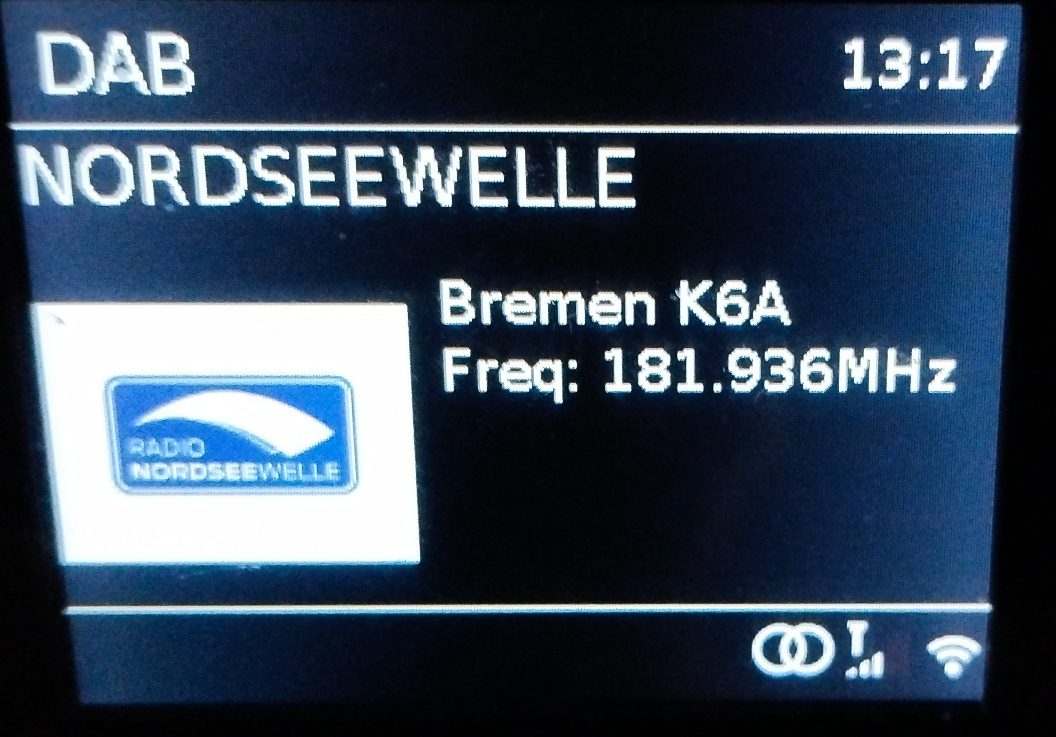 DAB
13:17
NORDSEEWELLE
Bremen K6A
Freq: 181.936MHz
RADIO
NORDSEEWELLE